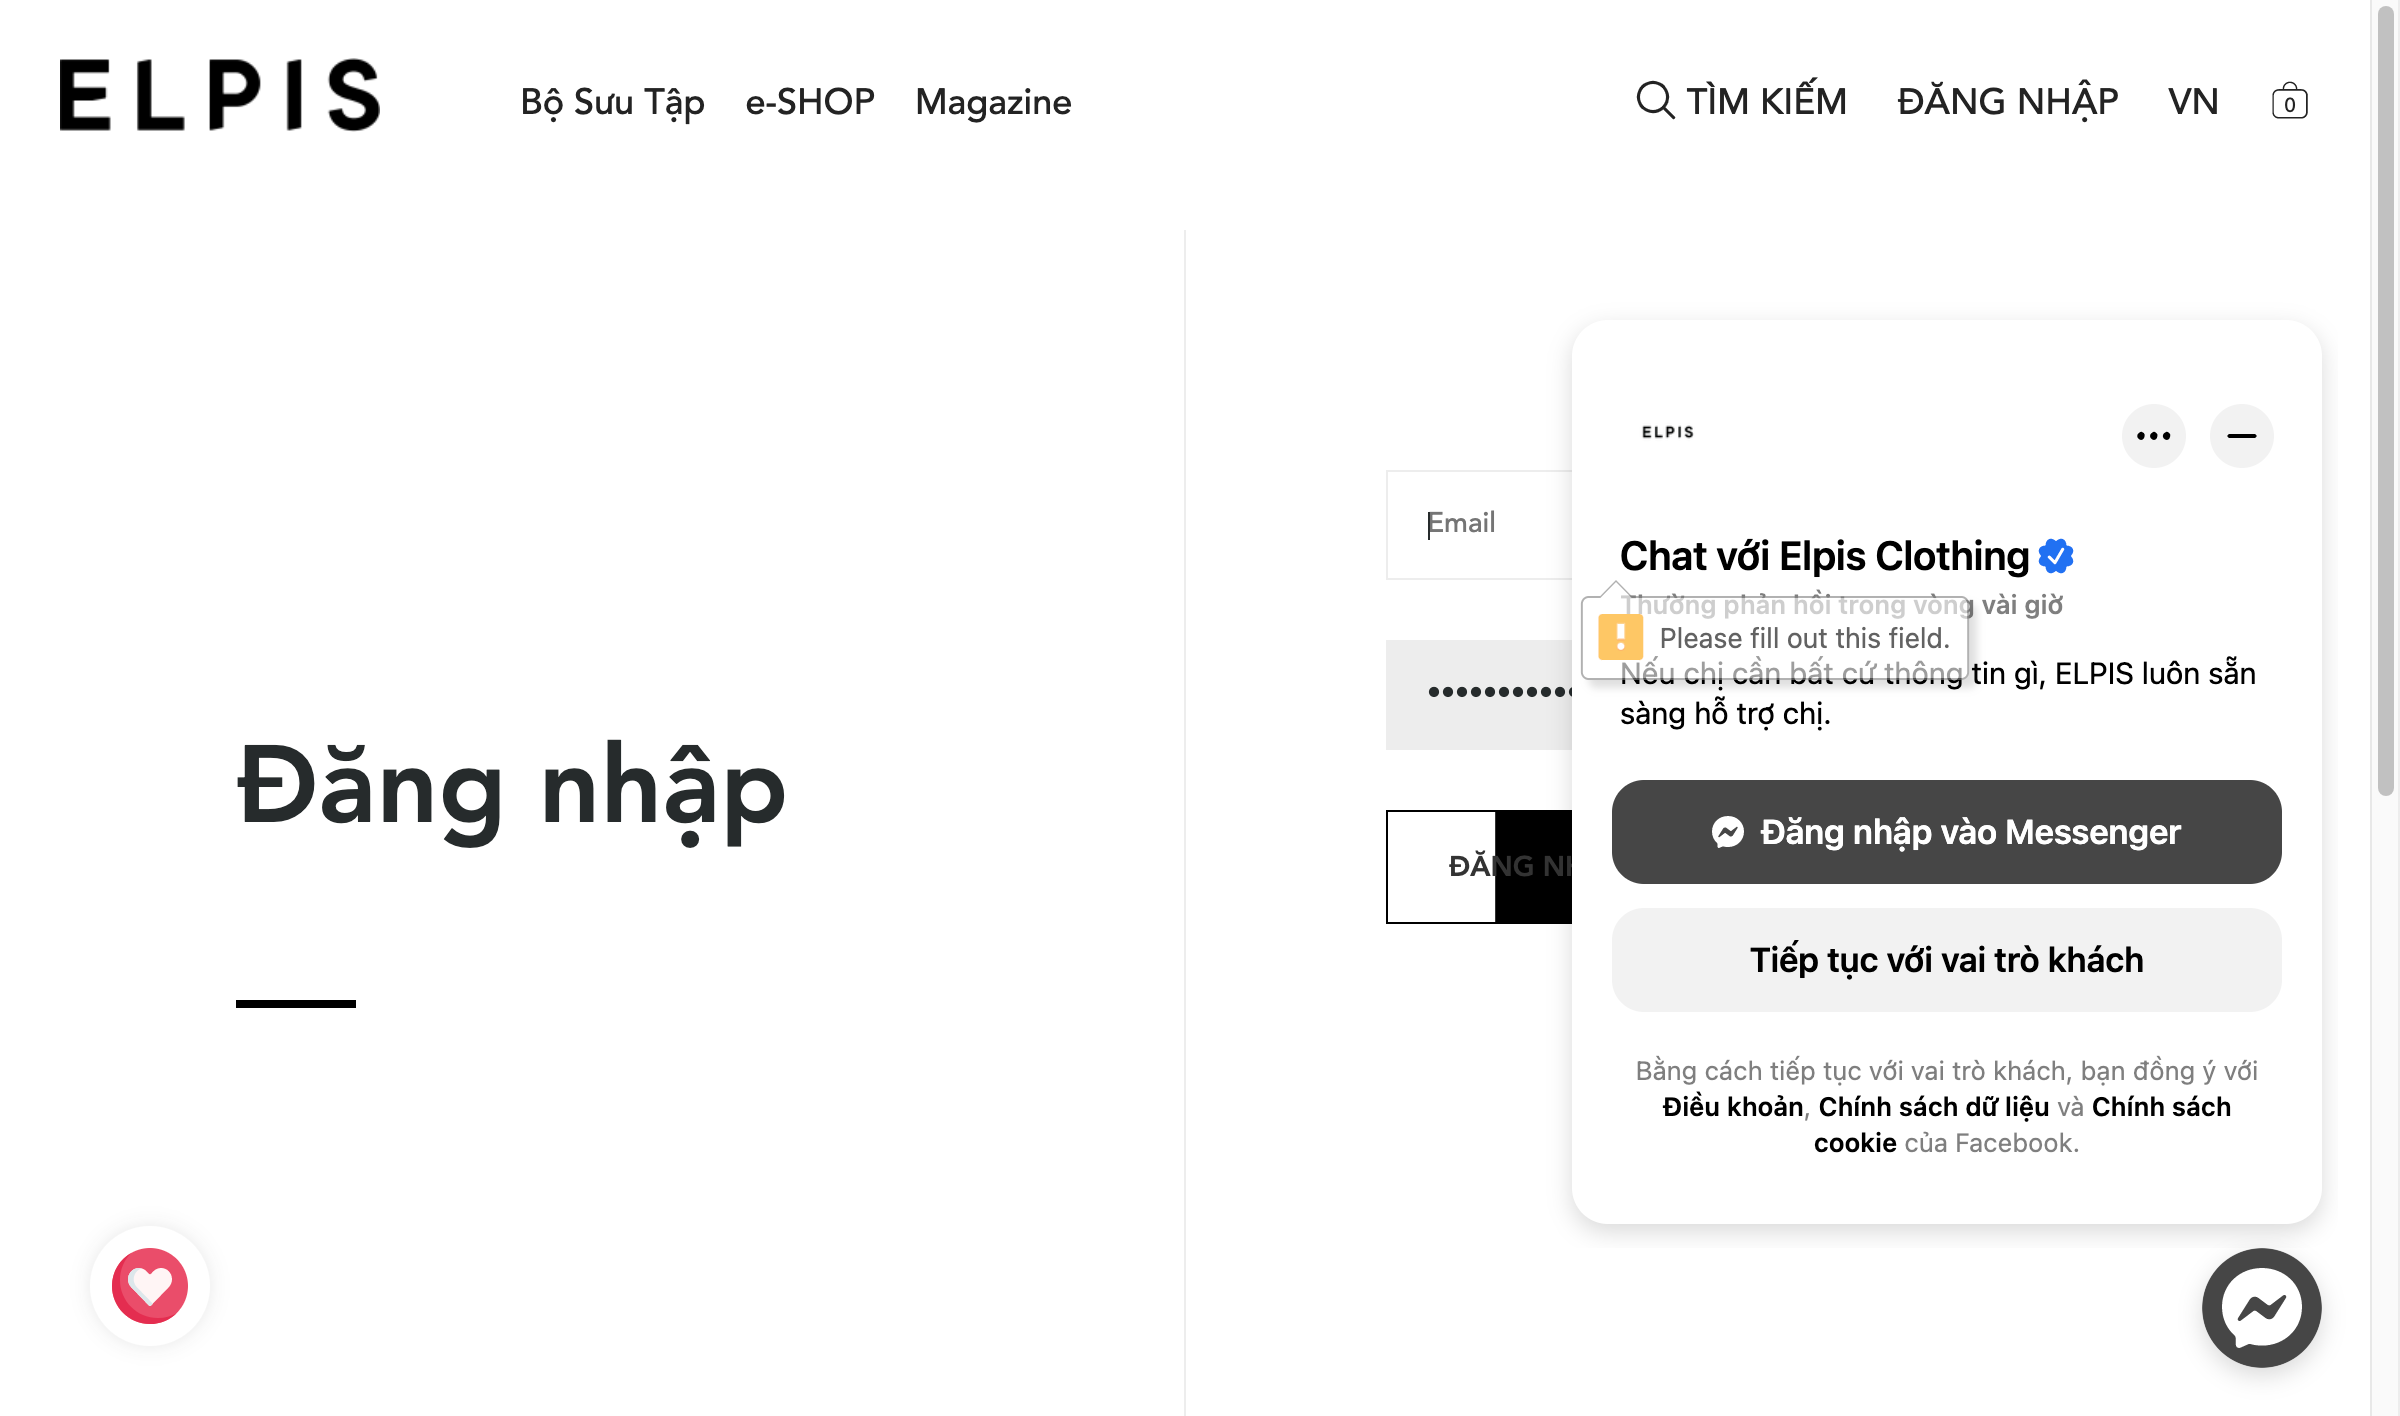 ELPIS
Bộ Sưu Tập
e-SHOP
Magazine
TÌM KIẾM
ĐĂNG NHẬP
VN
0
Đăng nhập
Email
ĐĂNG
ELPIS
Chat với Elpis Clothing
Thường phản hồi trong vòng vài giờ
Please fill out this field.
Nếu chị cần bất cứ thông tin gì, ELPIS luôn sẵn
sàng hỗ trợ chị.
Đăng nhập vào Messenger
Tiếp tục với vai trò khách
Bằng cách tiếp tục với vai trò khách, bạn đồng ý với
Điều khoản, Chính sách dữ liệu và Chính sách
cookie của Facebook.